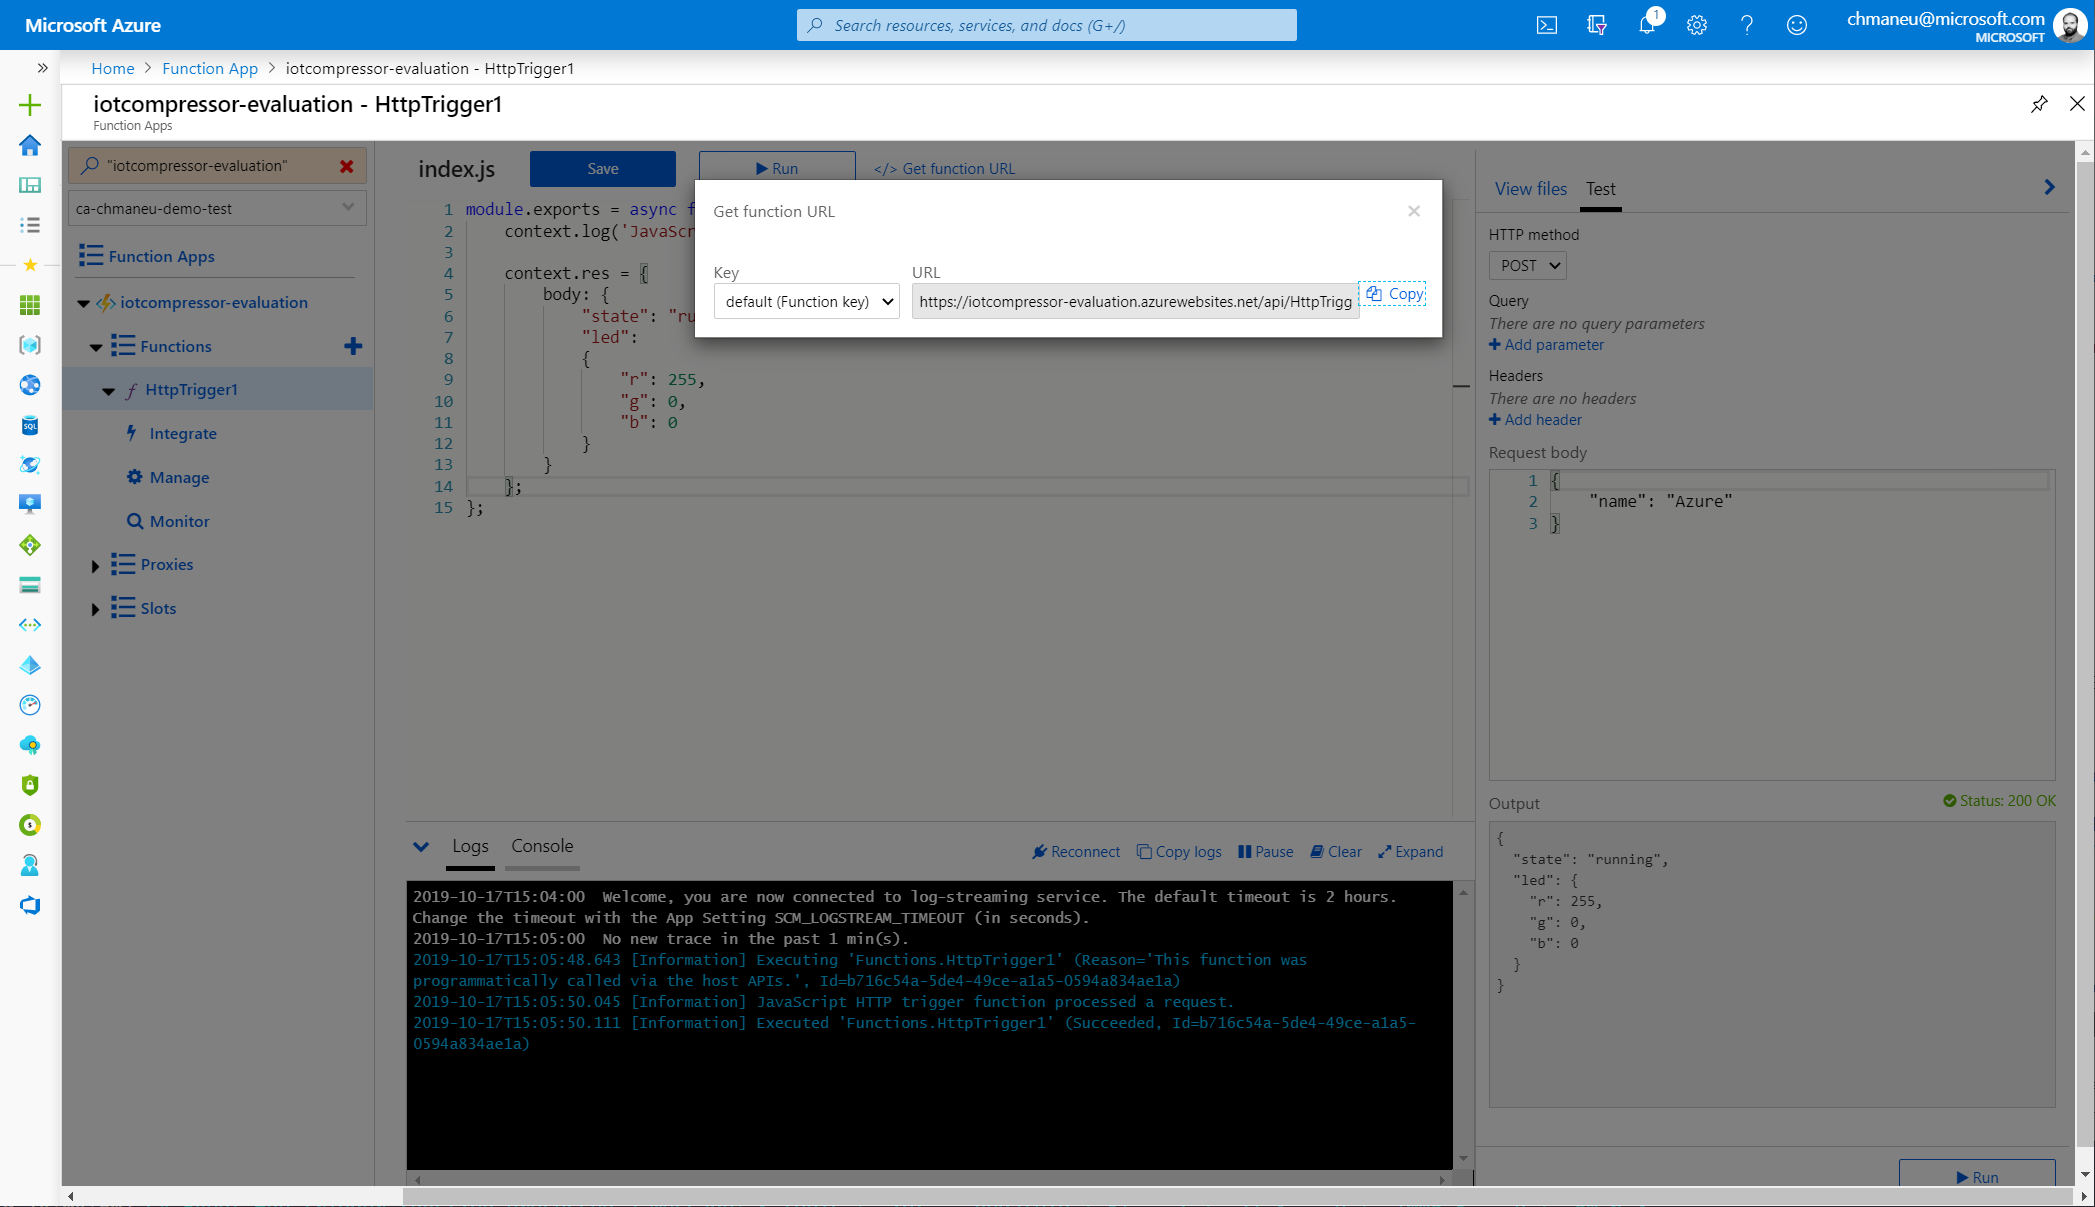 Microsoft Azure
Search resources, services, and docs (G+/)
1
chmaneu@microsoft.com
MICROSOFT
Home > Function App > iotcompressor-evaluation - HttpTrigger1
iotcompressor-evaluation - HttpTrigger1
Function Apps
"iotcompressor-evaluation"
ca-chmaneu-demo-test
Function Apps
iotcompressor-evaluation
Functions
HttpTrigger1
Integrate
Manage
Monitor
Proxies
Slots
SQL
index.js
Save
Run
</> Get function URL
1 module.exports = async f
2 context.log('JavaScr
3
4 context.res = {
5 body: {
6 "state": "ru
7 "led":
8 {
9 "r": 255,
10 "g": 0,
11 "b": 0
12 }
13 }
14 };
15 };
Get function URL
×
Key
default (Function key)
URL
https://iotcompressor-evaluation.azurewebsites.net/api/HttpTrigg
Copy
Logs
Console
Reconnect
Copy logs
Pause
Clear
Expand
2019-10-17T15:04:00 Welcome, you are now connected to log-streaming service. The default timeout is 2 hours.
Change the timeout with the App Setting SCM_LOGSTREAM_TIMEOUT (in seconds).
2019-10-17T15:05:00 No new trace in the past 1 min(s).
2019-10-17T15:05:48.643 [Information] Executing 'Functions.HttpTrigger1' (Reason='This function was
programmatically called via the host APIs.', Id=b716c54a-5de4-49ce-a1a5-0594a834ae1a)
2019-10-17T15:05:50.045 [Information] JavaScript HTTP trigger function processed a request.
2019-10-17T15:05:50.111 [Information] Executed 'Functions.HttpTrigger1' (Succeeded, Id=b716c54a-5de4-49ce-a1a5-
0594a834ae1a)
View files
Test
HTTP method
POST
Query
There are no query parameters
Add parameter
Headers
There are no headers
Add header
Request body
1 {
2 "name": "Azure"
3 }
Output
Status: 200 OK
{
"state": "running",
"led": {
"r": 255,
"g": 0,
"b": 0
}
}
Run